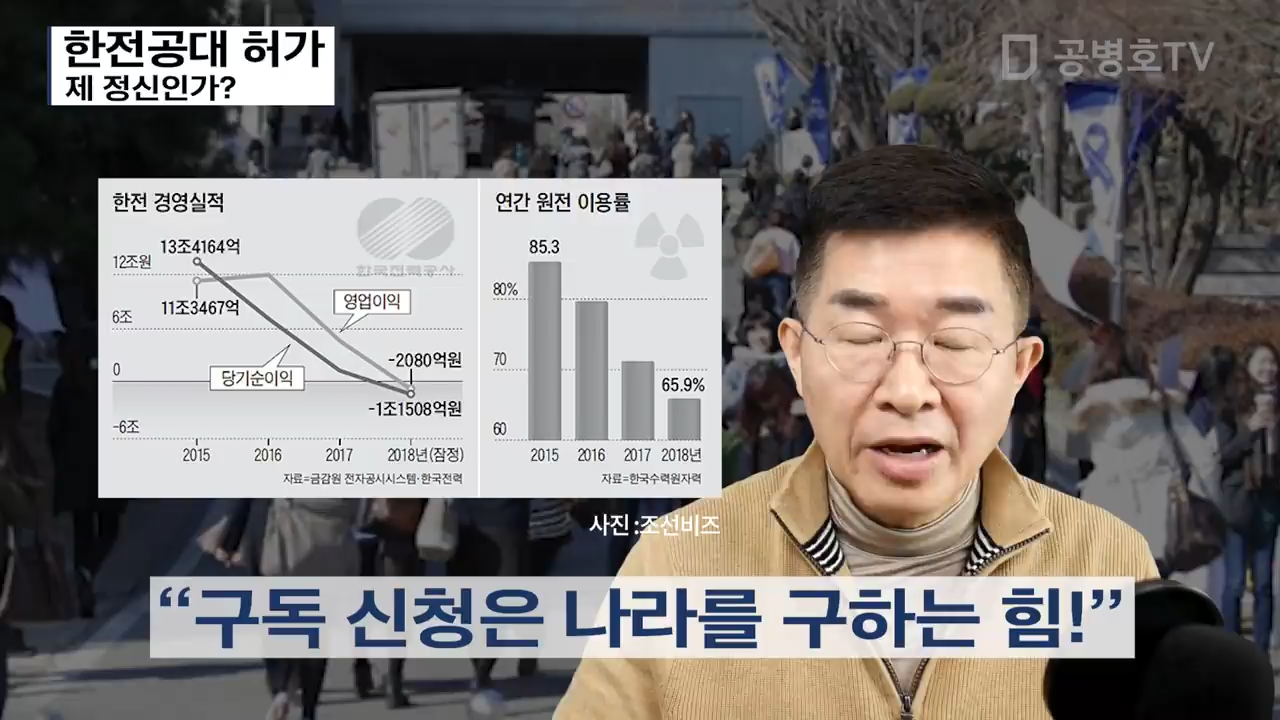 한전공대 허가
제 정신인가?
공병호TV
한전 경영실적
한국전력공사
13조4164억
12조원
11조3467억
영업이익
6조
-2080억원
0
당기순이익
-1조1508억원
-6조
2015 2016 2017 2018년(잠정)
자료=금감원 전자공시시스템·한국전력
연간 원전 이용률
85.3
80%
70
65.9%
60
2015 2016 2017 2018년
자료=한국수력원자력
사진 :조선비즈
“구독 신청은 나라를 구하는 힘!”